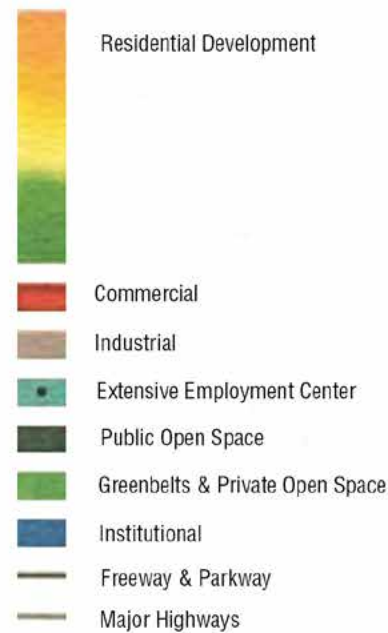 Residential Development
Commercial
Industrial
Extensive Employment Center
Public Open Space
Greenbelts & Private Open Space
Institutional
Freeway & Parkway
Major Highways